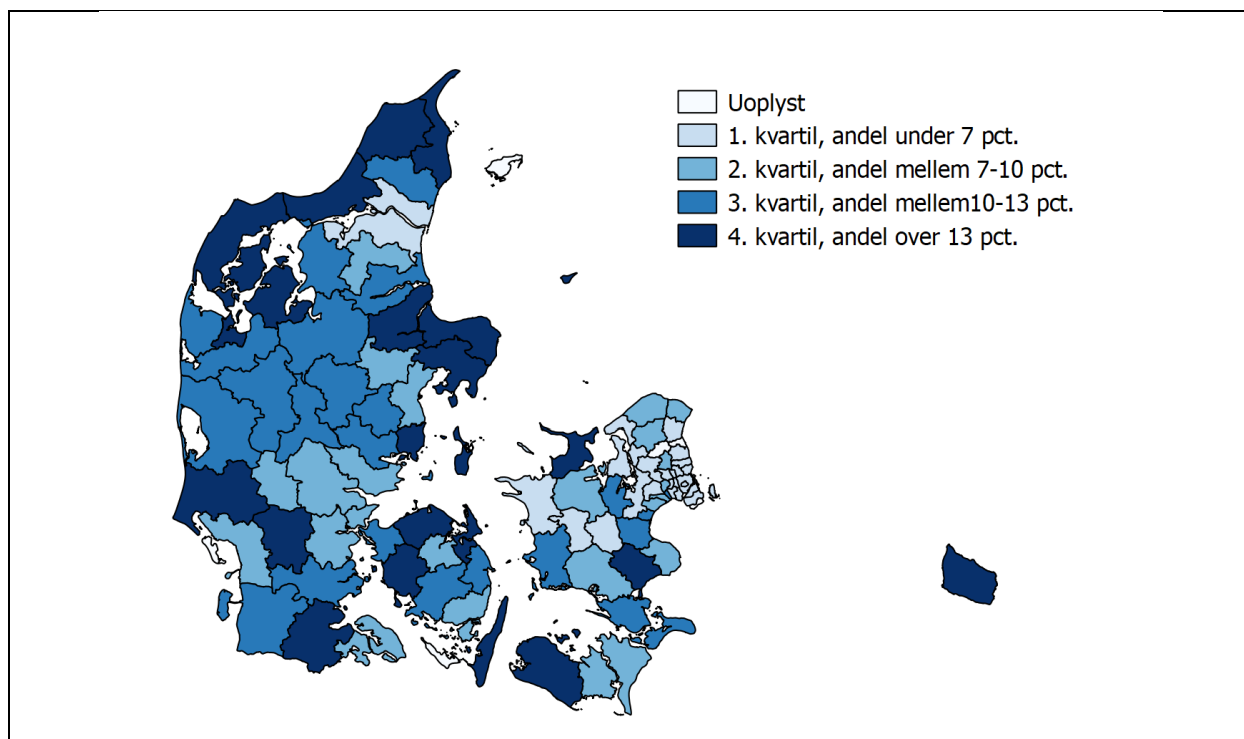 Uoplyst
1. kvartil, andel under 7 pct.
2. kvartil, andel mellem 7-10 pct.
3. kvartil, andel mellem10-13 pct.
4. kvartil, andel over 13 pct.